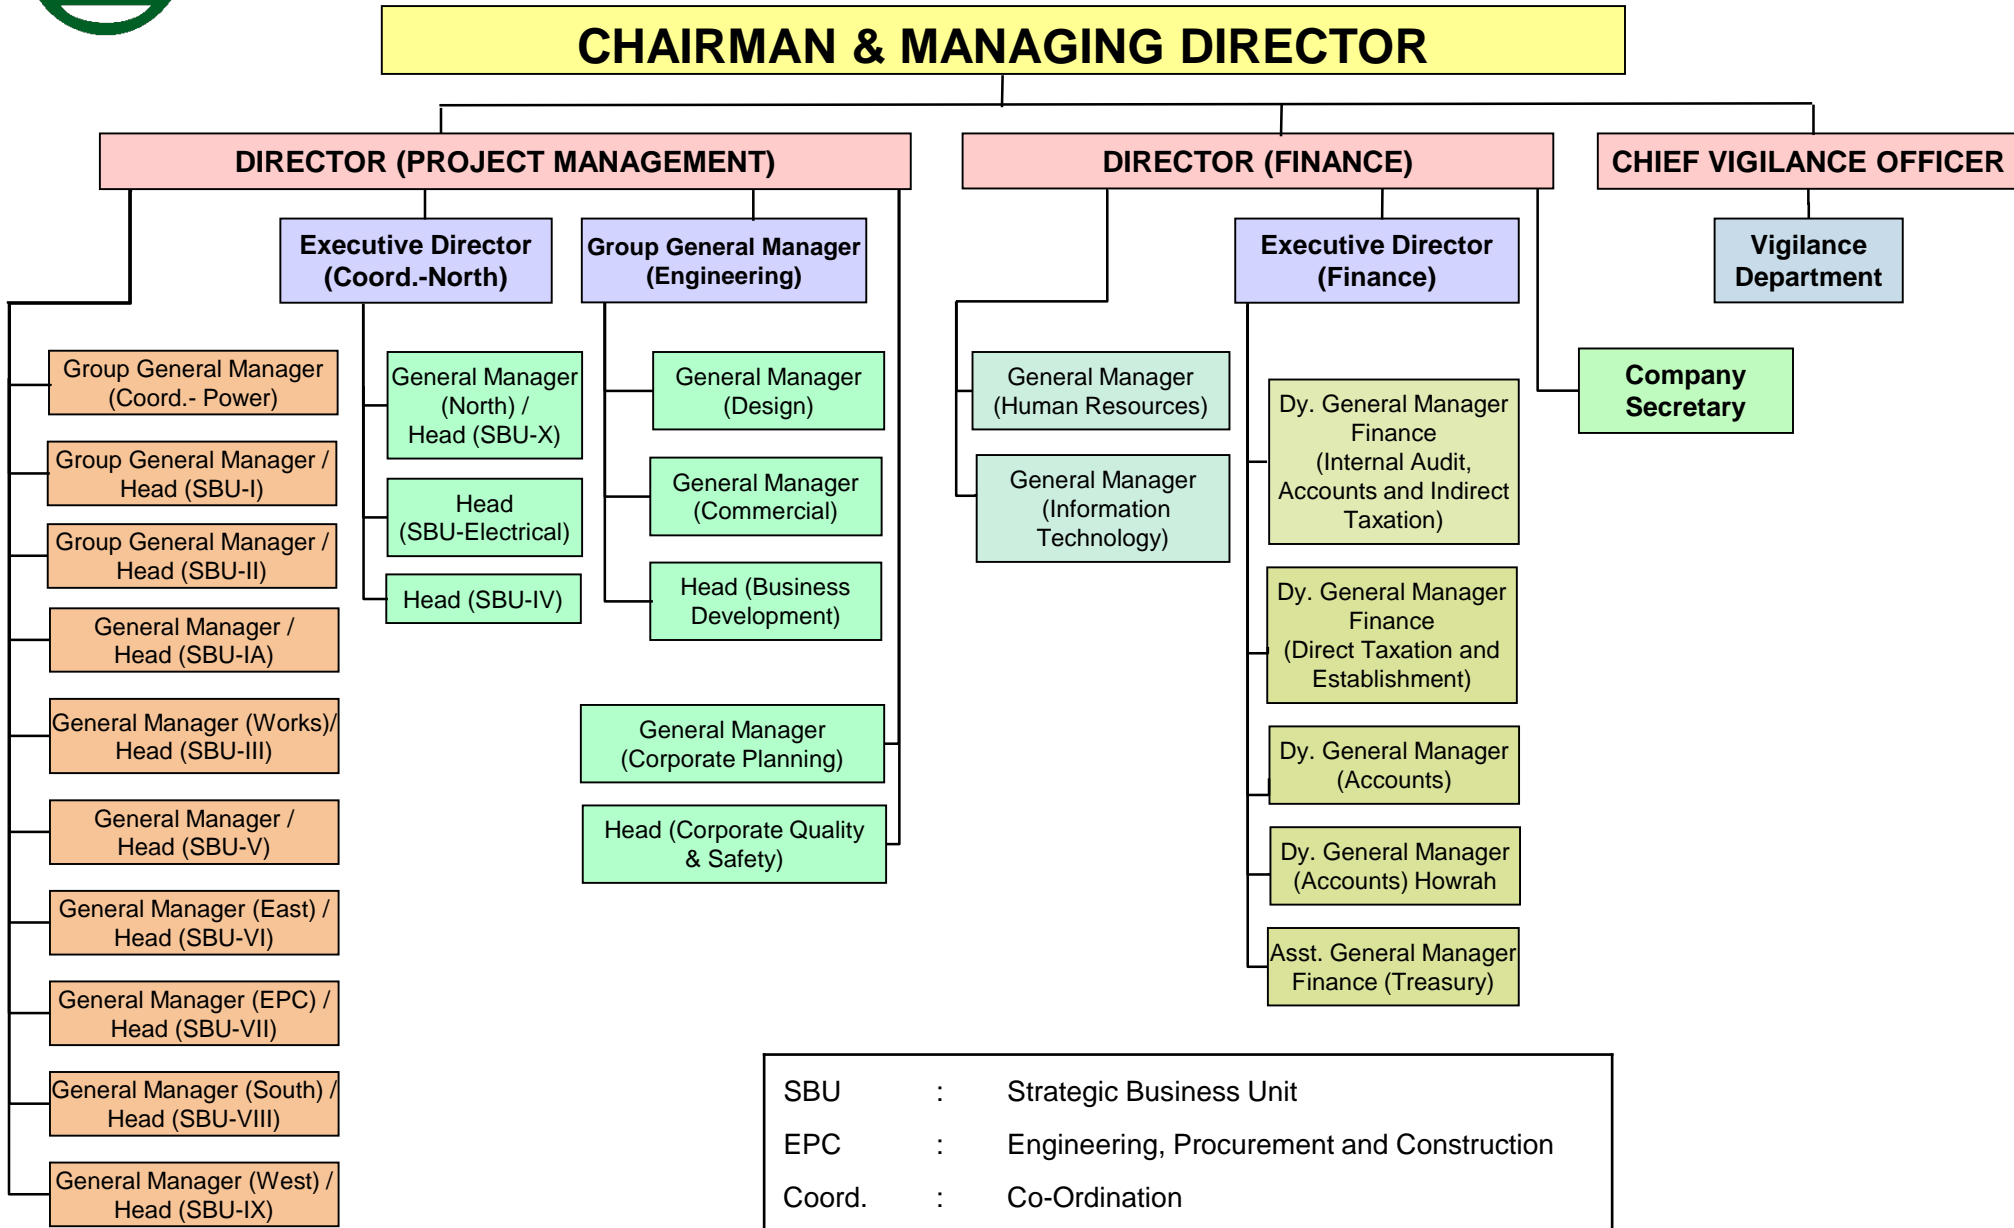 CHAIRMAN & MANAGING DIRECTOR
DIRECTOR (PROJECT MANAGEMENT)
DIRECTOR (FINANCE)
CHIEF VIGILANCE OFFICER
Executive Director
(Coord.-North)
Group General Manager
(Engineering)
Executive Director
(Finance)
Vigilance
Department
Group General Manager
(Coord.- Power)
Group General Manager /
Head (SBU-I)
Group General Manager /
Head (SBU-II)
General Manager /
Head (SBU-IA)
General Manager (Works)/
Head (SBU-III)
General Manager /
Head (SBU-V)
General Manager (East) /
Head (SBU-VI)
General Manager (EPC) /
Head (SBU-VII)
General Manager (South) /
Head (SBU-VIII)
General Manager (West) /
Head (SBU-IX)
General Manager
(North) /
Head (SBU-X)
Head
(SBU-Electrical)
Head (SBU-IV)
General Manager
(Design)
General Manager
(Commercial)
Head (Business
Development)
General Manager
(Corporate Planning)
Head (Corporate Quality
& Safety)
General Manager
(Human Resources)
General Manager
(Information
Technology)
Dy. General Manager
Finance
(Internal Audit,
Accounts and Indirect
Taxation)
Dy. General Manager
Finance
(Direct Taxation and
Establishment)
Dy. General Manager
(Accounts)
Dy. General Manager
(Accounts) Howrah
Asst. General Manager
Finance (Treasury)
Company
Secretary
SBU : Strategic Business Unit
EPC : Engineering, Procurement and Construction
Coord. : Co-Ordination